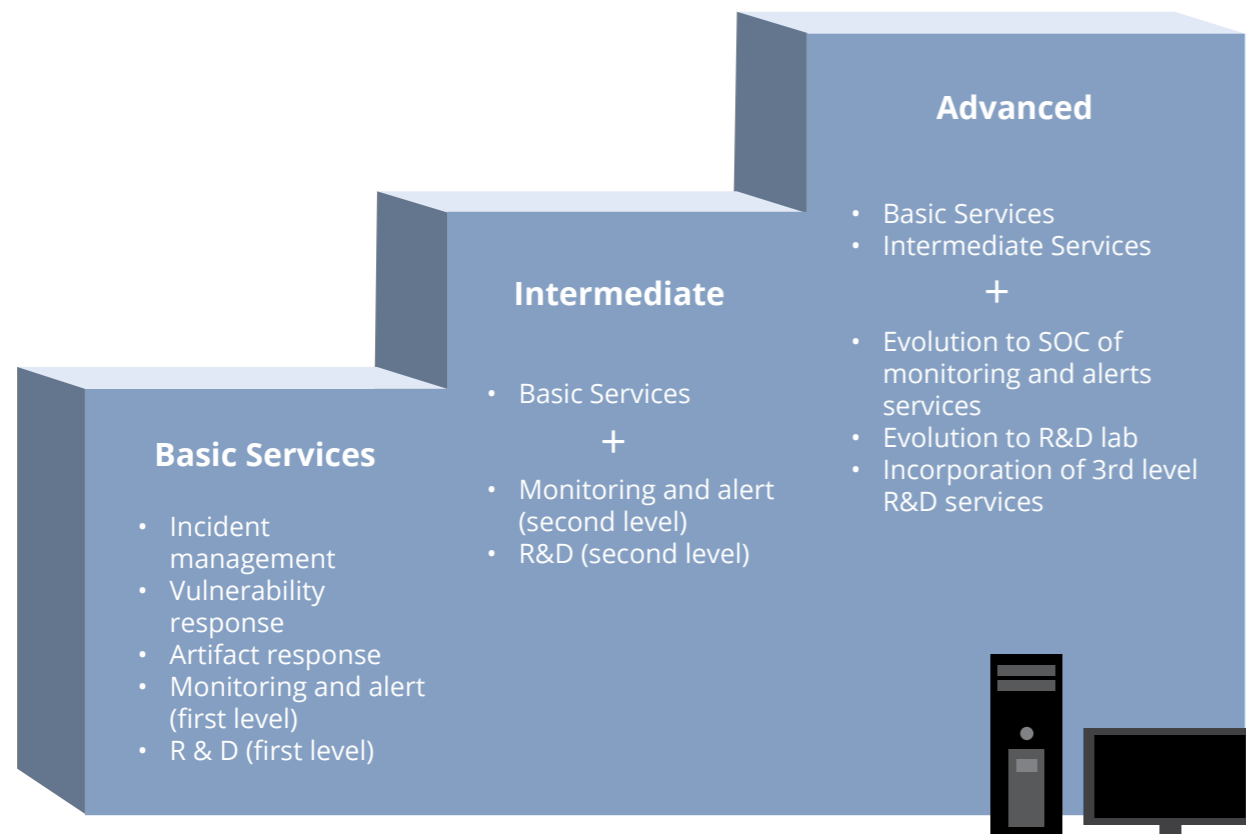 Basic Services
• Incident
management
• Vulnerability
response
• Artifact response
• Monitoring and alert
(first level)
• R & D (first level)
Intermediate
• Basic Services
+
• Monitoring and alert
(second level)
• R&D (second level)
Advanced
• Basic Services
• Intermediate Services
+
• Evolution to SOC of
monitoring and alerts
services
• Evolution to R&D lab
• Incorporation of 3rd level
R&D services